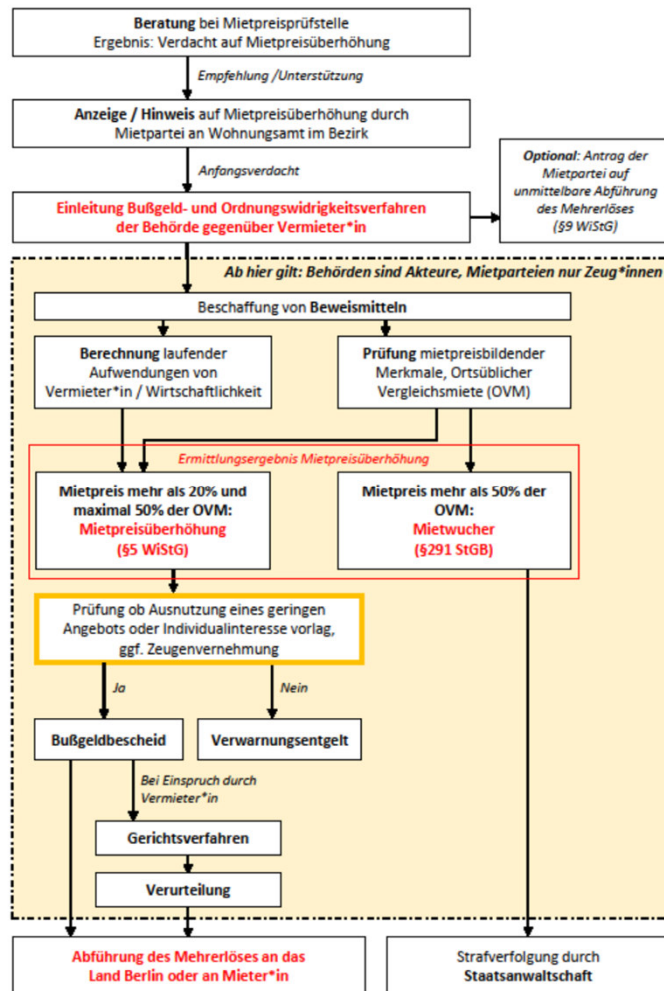 Beratung bei Mietpreisprüfstelle
Ergebnis: Verdacht auf Mietpreisüberhöhung
Empfehlung /Unterstützung
Anzeige / Hinweis auf Mietpreisüberhöhung durch
Mietpartei an Wohnungsamt im Bezirk
Anfangsverdacht
Optional: Antrag der
Mietpartei auf
unmittelbare Abführung
des Mehrerlöses
(§9 WiStG)
Einleitung Bußgeld- und Ordnungswidrigkeitsverfahren
der Behörde gegenüber Vermieter*in
Ab hier gilt: Behörden sind Akteure, Mietparteien nur Zeug*innen
Beschaffung von Beweismitteln
Berechnung laufender
Aufwendungen von
Vermieter*in / Wirtschaftlichkeit
Prüfung mietpreisbildender
Merkmale, Ortsüblicher
Vergleichsmiete (OVM)
Ermittlungsergebnis Mietpreisüberhöhung
Mietpreis mehr als 20% und
maximal 50% der OVM:
Mietpreisüberhöhung
(§5 WiStG)
Mietpreis mehr als 50% der
OVM:
Mietwucher
(§291 StGB)
Prüfung ob Ausnutzung eines geringen
Angebots oder Individualinteresse vorlag,
ggf. Zeugenvernehmung
Ja
Nein
Bußgeldbescheid
Verwarnungsentgelt
Bei Einspruch durch
Vermieter*in
Gerichtsverfahren
Verurteilung
Abführung des Mehrerlöses an das
Land Berlin oder an Mieter*in
Strafverfolgung durch
Staatsanwaltschaft